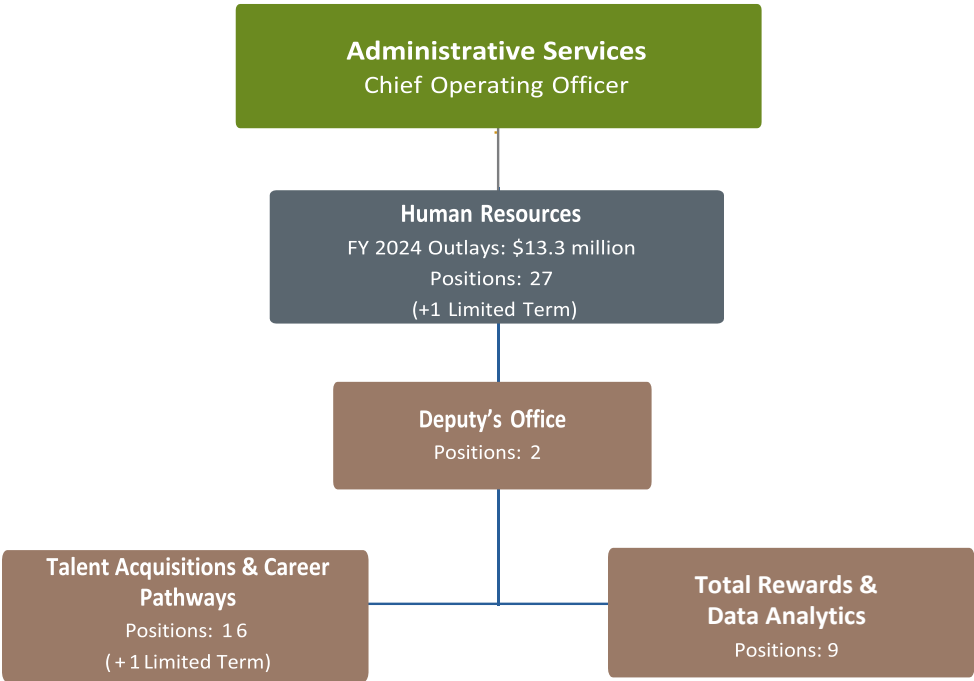 Administrative Services
Chief Operating Officer
Human Resources
FY 2024 Outlays: $13.3 million
Positions: 27
(+1 Limited Term)
Deputy’s Office
Positions: 2
Talent Acquisitions & Career
Pathways
Positions: 16
(+1 Limited Term)
Total Rewards &
Data Analytics
Positions: 9